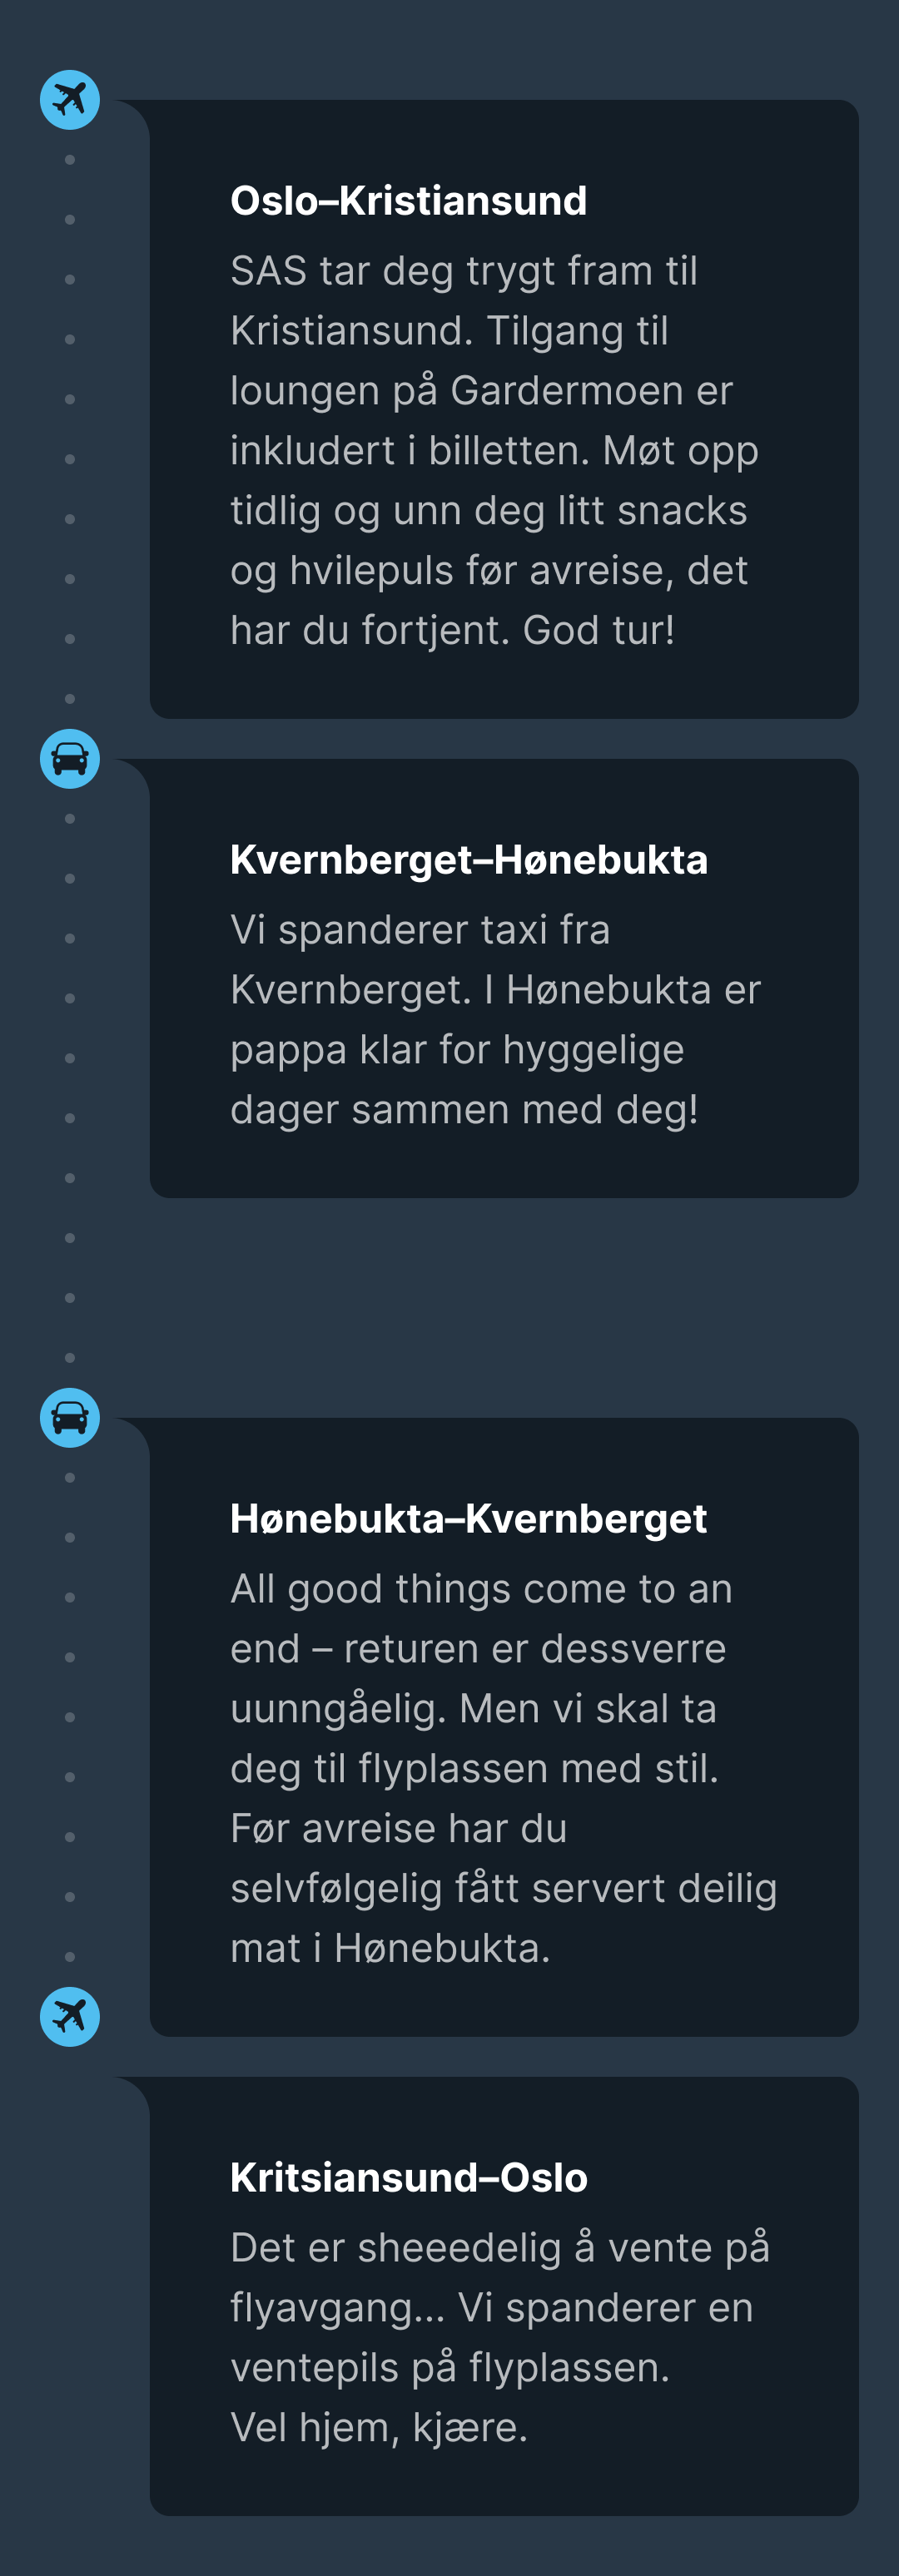 Oslo–Kristiansund
SAS tar deg trygt fram til
Kristiansund. Tilgang til
loungen på Gardermoen er
inkludert i billetten. Møt opp
tidlig og unn deg litt snacks
og hvilepuls før avreise, det
har du fortjent. God tur!
Kvernberget–Hønebukta
Vi spanderer taxi fra
Kvernberget. I Hønebukta er
pappa klar for hyggelige
dager sammen med deg!
Hønebukta–Kvernberget
All good things come to an
end – returen er dessverre
uunngåelig. Men vi skal ta
deg til flyplassen med stil.
Før avreise har du
selvfølgelig fått servert deilig
mat i Hønebukta.
Kritsiansund–Oslo
Det er sheeedelig å vente på
flyavgang... Vi spanderer en
ventepils på flyplassen.
Vel hjem, kjære.